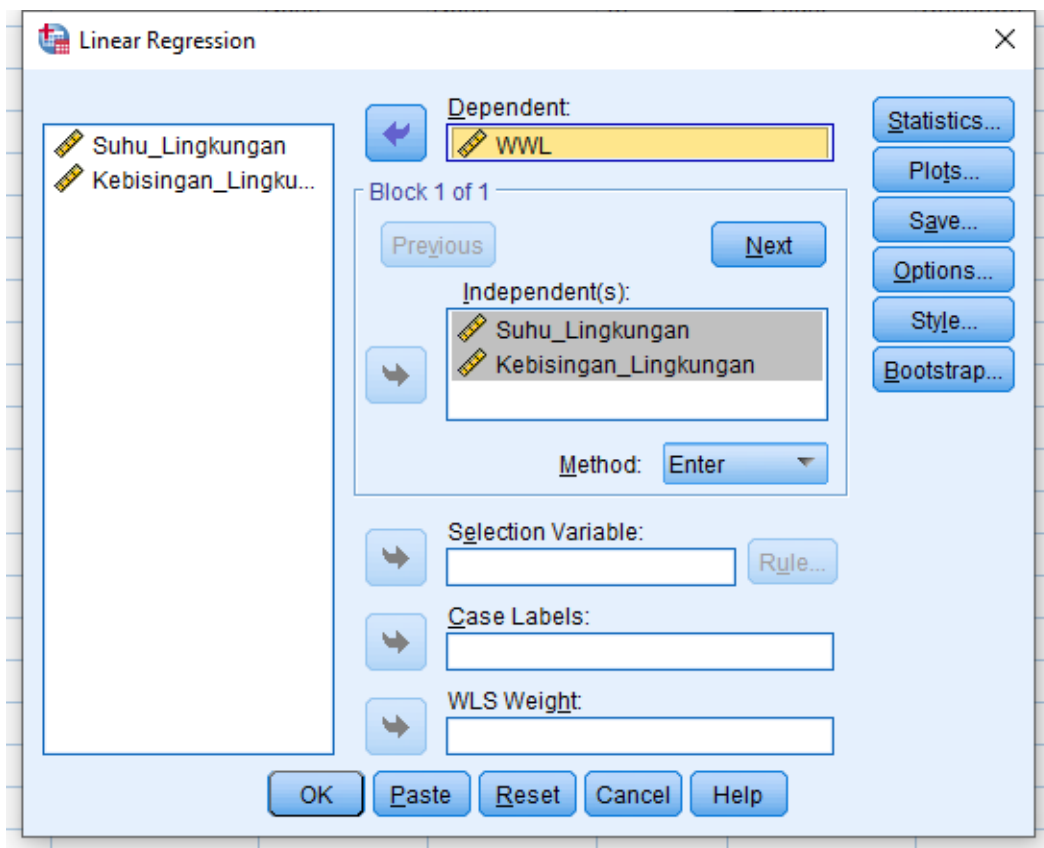 Linear Regression
Suhu_Lingkungan
Kebisingan_Lingku...
Dependent:
WWL
Block 1 of 1
Previous
Next
Independent(s):
Suhu_Lingkungan
Kebisingan_Lingkungan
Method: Enter
Selection Variable:
Rule...
Case Labels:
WLS Weight:
Statistics...
Plots...
Save...
Options...
Style...
Bootstrap...
OK Paste Reset Cancel Help